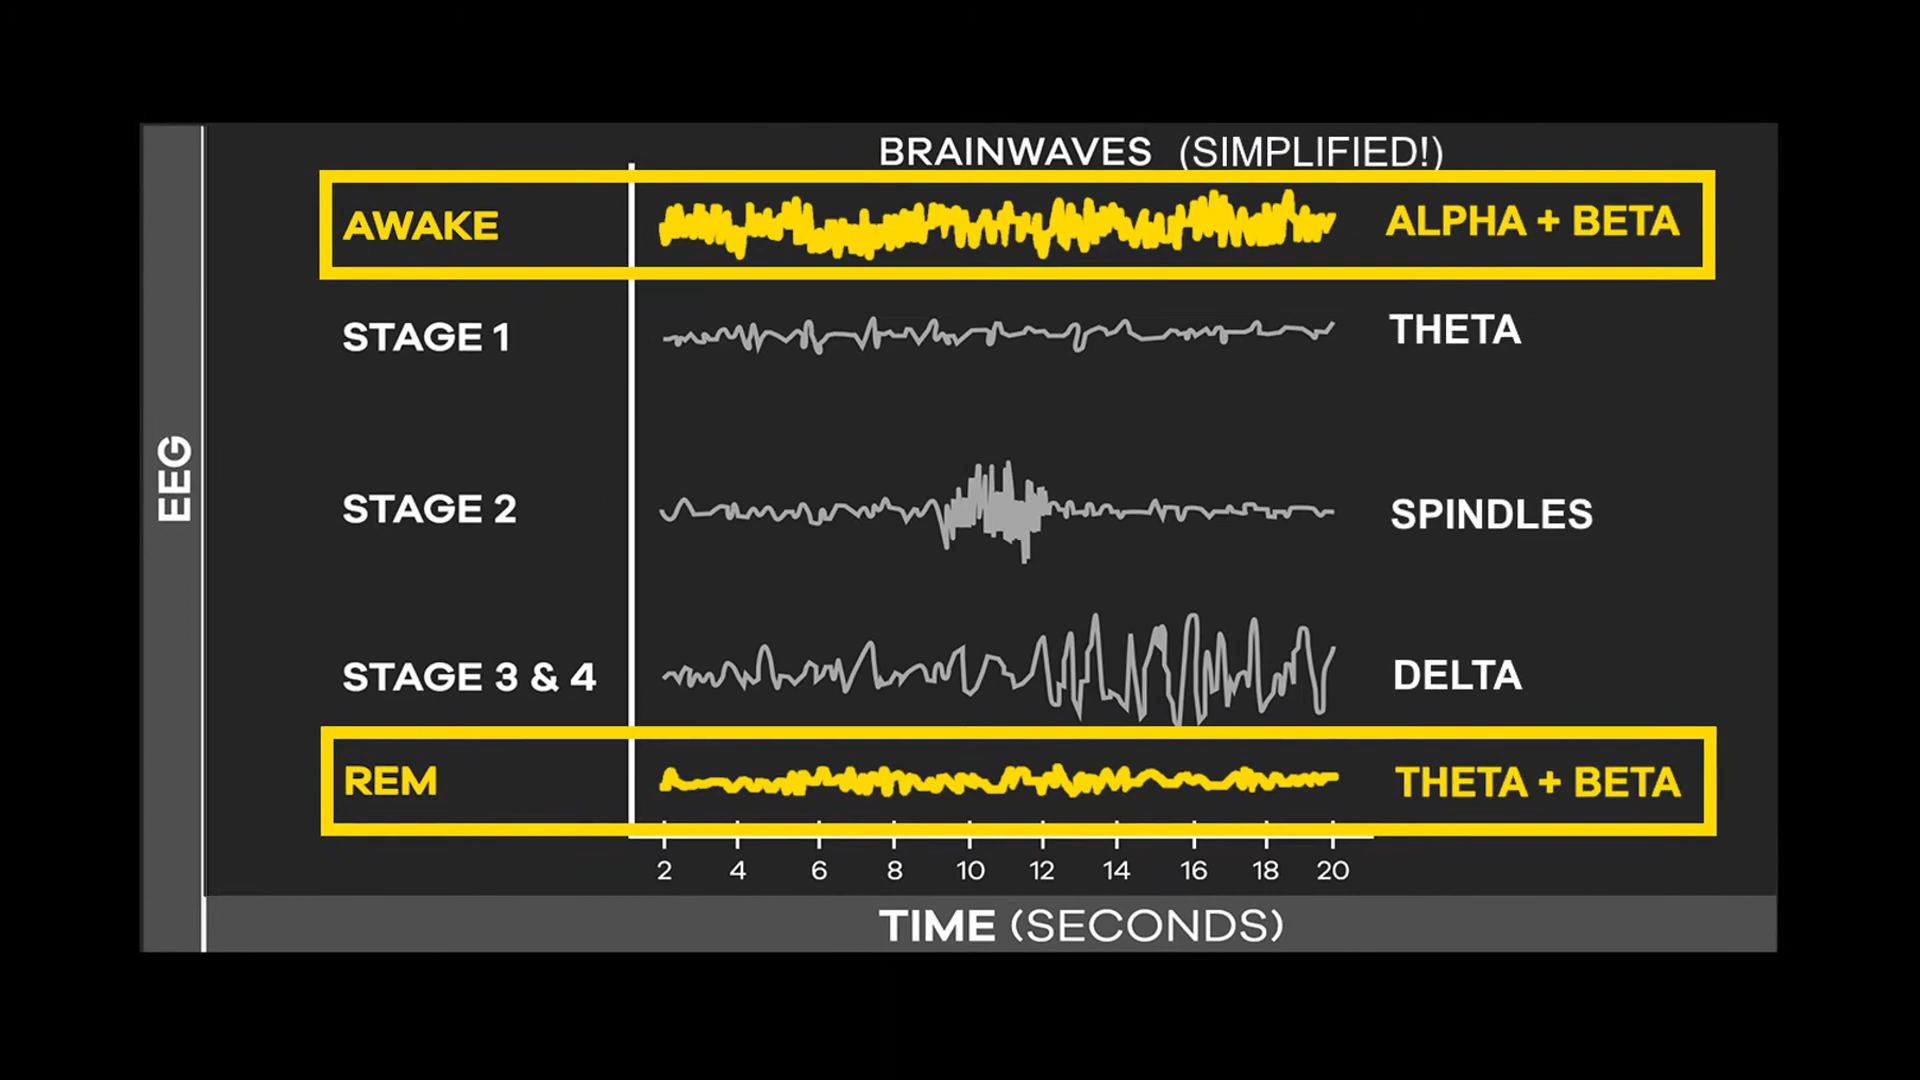 BRAINWAVES (SIMPLIFIED!)
AWAKE ALPHA + BETA
STAGE 1 THETA
EEG
STAGE 2 SPINDLES
STAGE 3 & 4 DELTA
REM THETA + BETA
2 4 6 8 10 12 14 16 18 20
TIME (SECONDS)